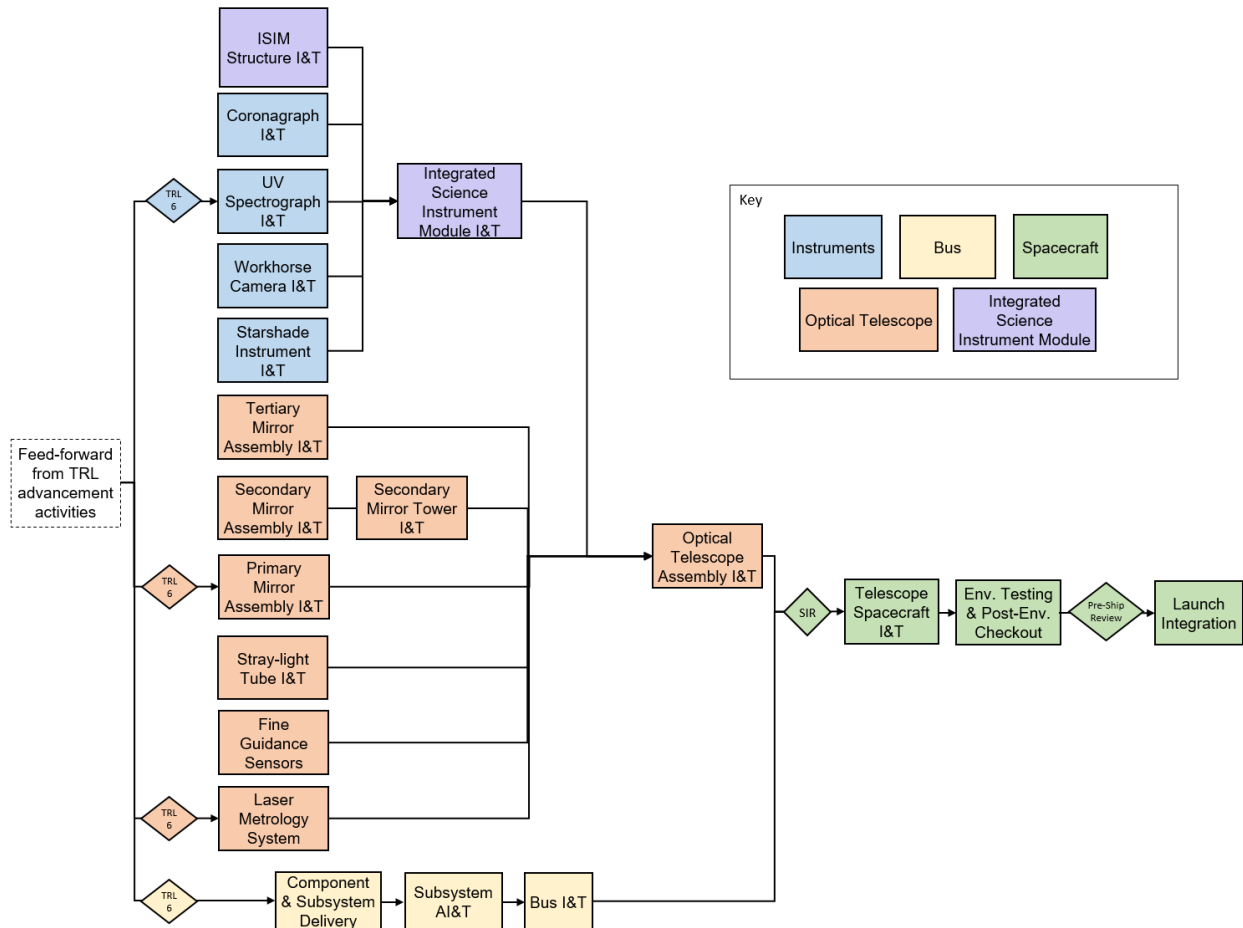 ISIM
Structure I&T
Coronagraph
I&T
TRL
6
UV
Spectrograph
I&T
Integrated
Science
Instrument
Module I&T
Workhorse
Camera I&T
Starshade
Instrument
I&T
Key
Instruments
Bus
Spacecraft
Optical Telescope
Integrated
Science
Instrument Module
Feed-forward
from TRL
advancement
activities
Tertiary
Mirror
Assembly I&T
Secondary
Mirror
Assembly I&T
Secondary
Mirror Tower
I&T
TRL
6
Primary
Mirror
Assembly I&T
Optical
Telescope
Assembly I&T
SIR
Telescope
Spacecraft
I&T
Env. Testing
& Post-Env.
Checkout
Pre-Ship
Review
Launch
Integration
Stray-light
Tube I&T
Fine
Guidance
Sensors
TRL
6
Laser
Metrology
System
TRL
6
Component
& Subsystem
Delivery
Subsystem
AI&T
Bus I&T